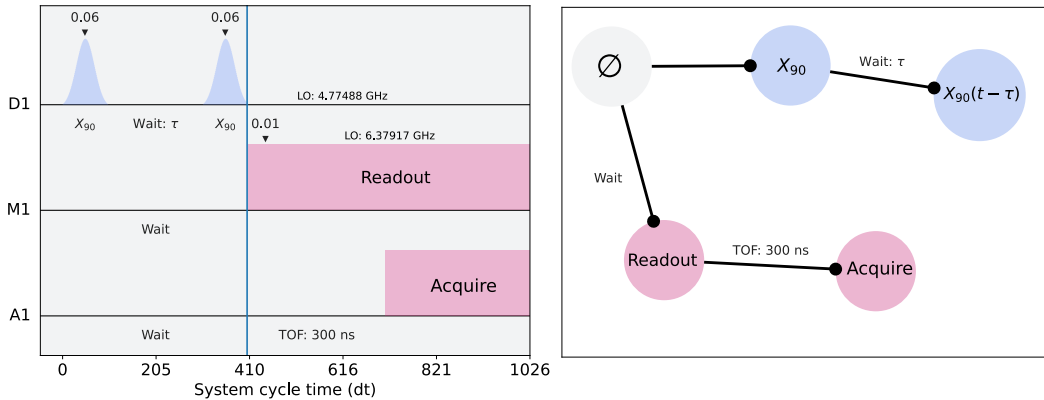 0.06
0.06
D1
LO: 4.77488 GHz
X₉₀
Wait: τ
X₉₀
0.01
LO: 6.37917 GHz
Readout
M1
Wait
Acquire
A1
Wait
TOF: 300 ns
0
205
410
616
821
1026
System cycle time (dt)
∅
X₉₀
Wait: τ
X₉₀(t − τ)
Wait
Readout
TOF: 300 ns
Acquire